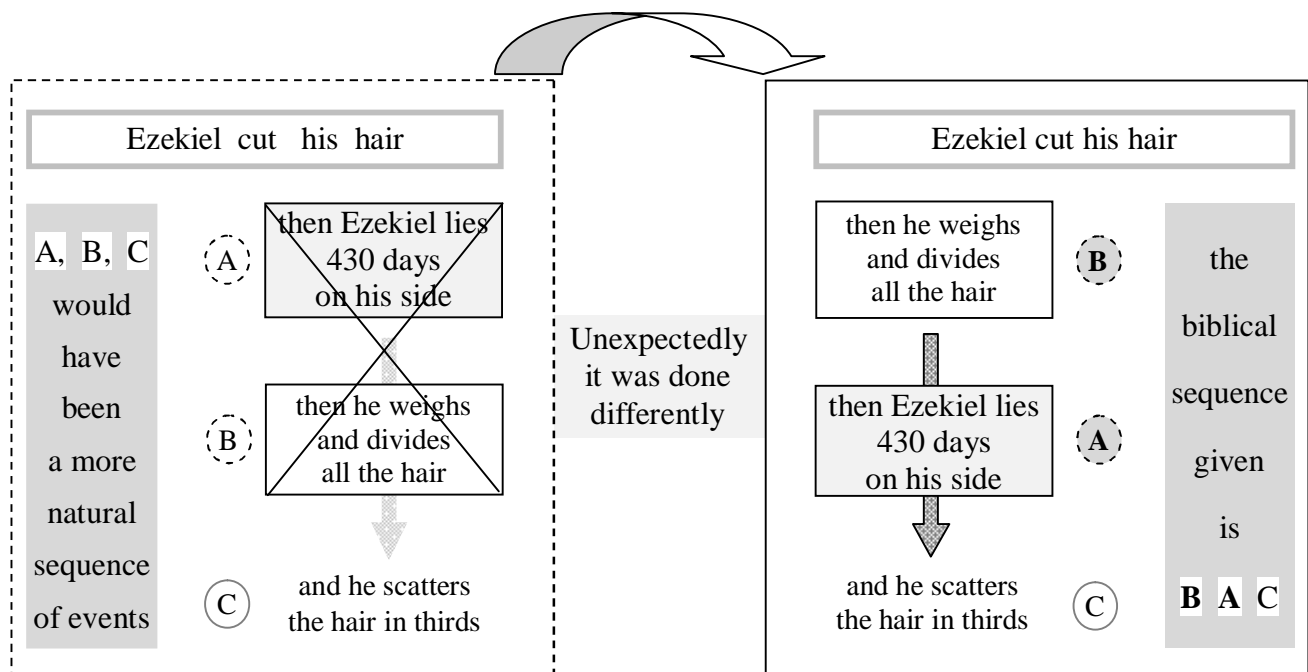 Ezekiel cut his hair
A, B, C
would
have
been
a more
natural
sequence
of events
A
then Ezekiel lies
430 days
on his side
B
then he weighs
and divides
all the hair
C
and he scatters
the hair in thirds
Unexpectedly
it was done
differently
Ezekiel cut his hair
then he weighs
and divides
all the hair
B
then Ezekiel lies
430 days
on his side
A
and he scatters
the hair in thirds
C
the
biblical
sequence
given
is
B A C